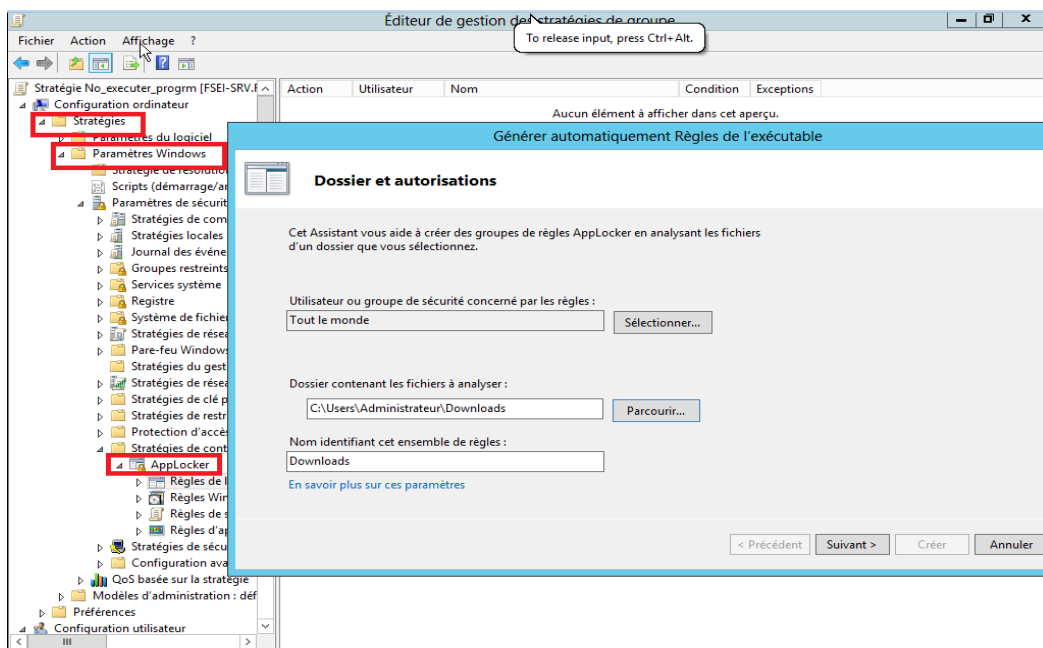 Éditeur de gestion des stratégies de groupe
To release input, press Ctrl+Alt.
Fichier Action Affichage ?
Stratégie No_executer_progrm [FSEI-SRV.F
Configuration ordinateur
Stratégies
Paramètres du logiciel
Paramètres Windows
Stratégie de résolution
Scripts (démarrage/ar
Paramètres de sécurit
Stratégies de com
Stratégies locales
Journal des événe
Groupes restreints
Services système
Registre
Système de fichier
Stratégies de résea
Pare-feu Windows
Stratégies du gest
Stratégies de résea
Stratégies de clé p
Stratégies de restr
Protection d'accès
Stratégies de cont
AppLocker
Règles de l
Règles Win
Règles de s
Règles d'ap
Stratégies de sécu
Configuration ava
QoS basée sur la stratégie
Modèles d'administration : déf
Préférences
Configuration utilisateur
Action Utilisateur Nom Condition Exceptions
Aucun élément à afficher dans cet aperçu.
Générer automatiquement Règles de l'exécutable
Dossier et autorisations
Cet Assistant vous aide à créer des groupes de règles AppLocker en analysant les fichiers
d'un dossier que vous sélectionnez.
Utilisateur ou groupe de sécurité concerné par les règles :
Tout le monde Sélectionner...
Dossier contenant les fichiers à analyser :
C:\Users\Administrateur\Downloads Parcourir...
Nom identifiant cet ensemble de règles :
Downloads
En savoir plus sur ces paramètres
< Précédent Suivant > Créer Annuler